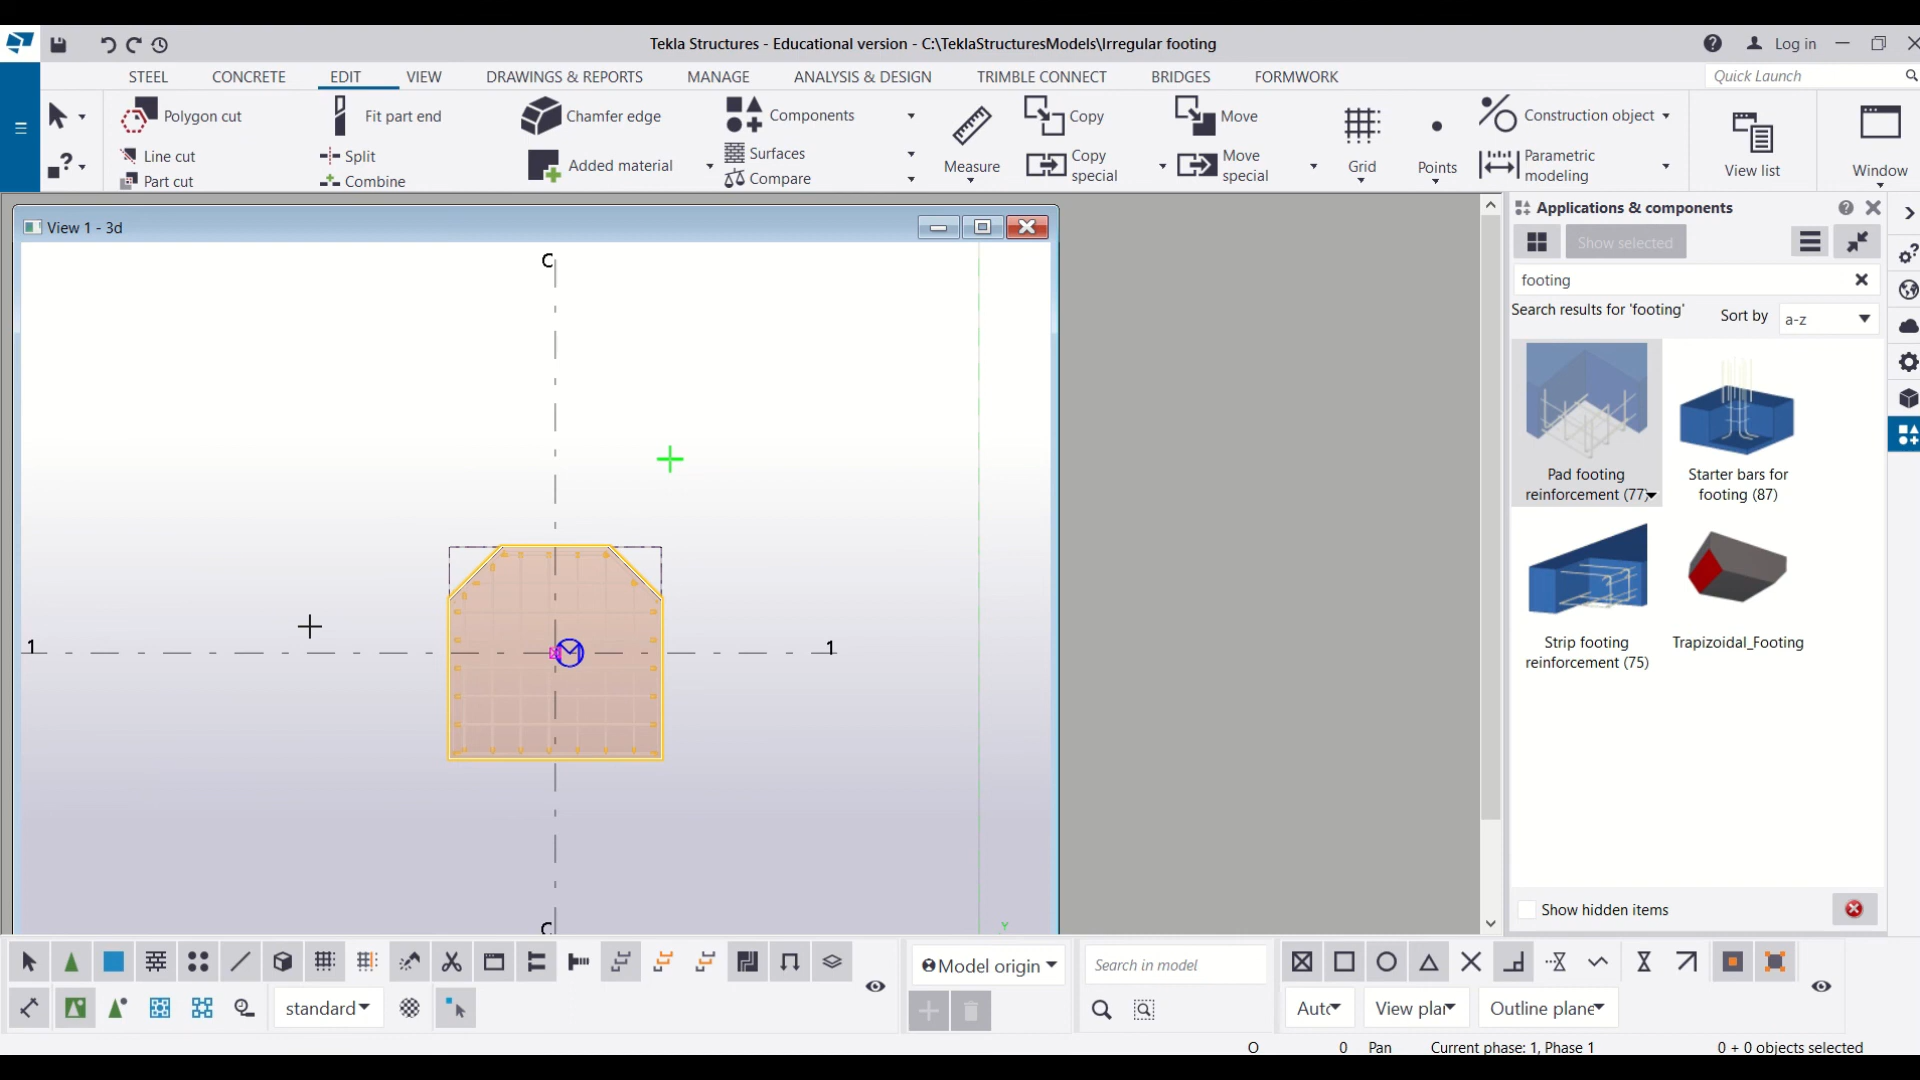 Tekla Structures - Educational version - C:\TeklaStructuresModels\Irregular footing
Log in
STEEL CONCRETE EDIT VIEW DRAWINGS & REPORTS MANAGE ANALYSIS & DESIGN TRIMBLE CONNECT BRIDGES FORMWORK
Quick Launch
Polygon cut
Line cut
Part cut
Fit part end
Split
Combine
Chamfer edge
Added material
Components
Surfaces
Compare
Measure
Copy
Copy
special
Move
Move
special
Grid
Points
Construction object
Parametric
modeling
View list
Window
View 1 - 3d
C
1
1
C
Y
Applications & components
Show selected
footing
Search results for 'footing'
Sort by
a-z
Pad footing
reinforcement (77)
Starter bars for
footing (87)
Strip footing
reinforcement (75)
Trapizoidal_Footing
Show hidden items
Model origin
Search in model
standard
Auto
View pla
Outline plane
O
0
Pan
Current phase: 1, Phase 1
0 + 0 objects selected